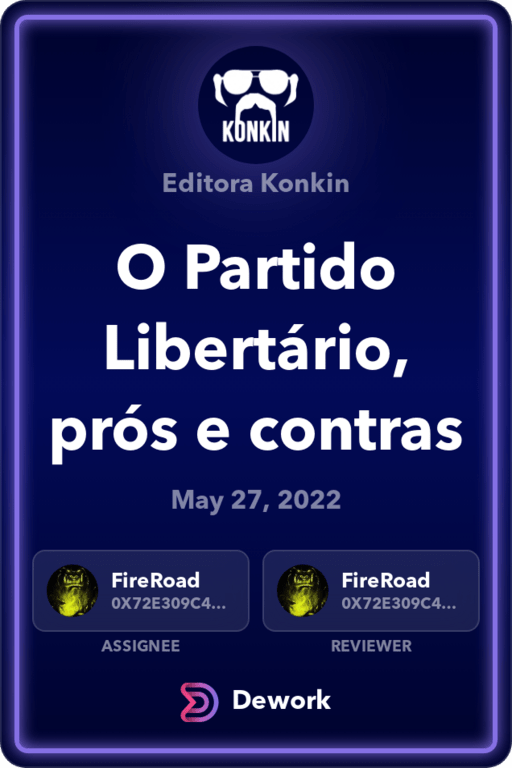 KONKIN
Editora Konkin
O Partido
Libertário,
prós e contras
May 27, 2022
FireRoad
0X72E309C4...
FireRoad
0X72E309C4...
ASSIGNEE
REVIEWER
Dework